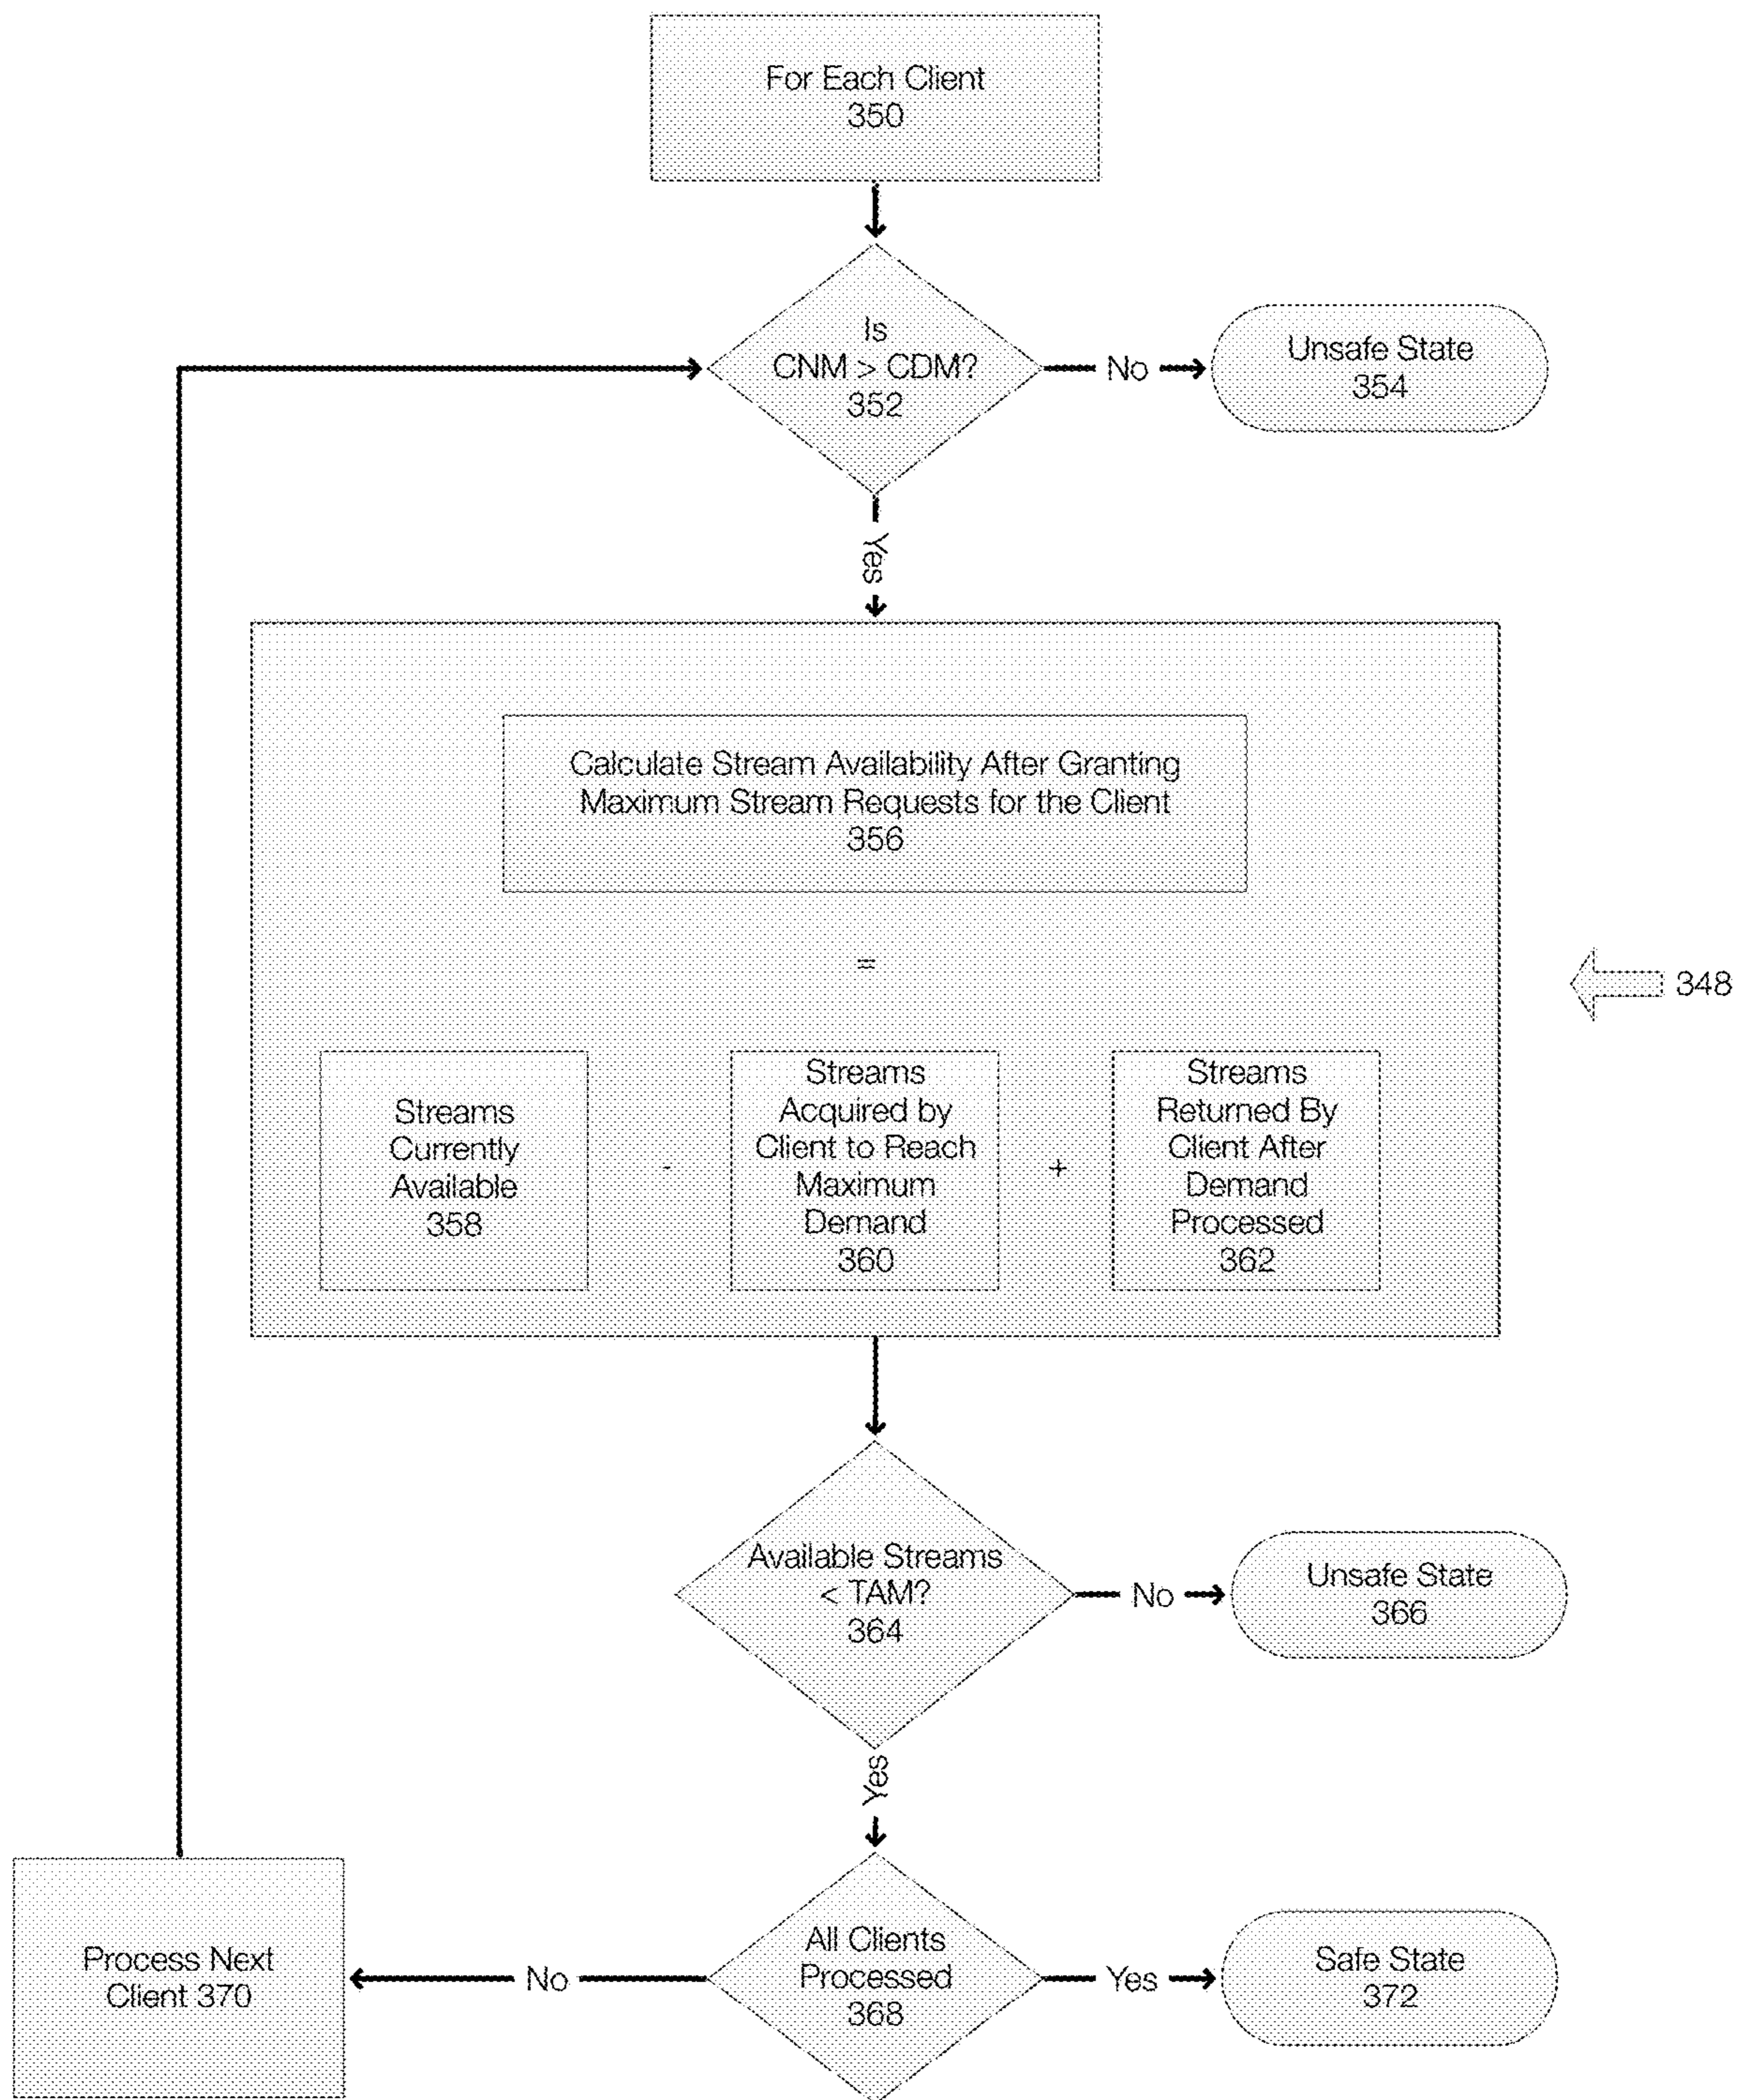 For Each Client
350
Is
CNM > CDM?
352
No
Unsafe State
354
Yes
Calculate Stream Availability After Granting
Maximum Stream Requests for the Client
356
=
348
Streams
Currently
Available
358
-
Streams
Acquired by
Client to Reach
Maximum
Demand
360
+
Streams
Returned By
Client After
Demand
Processed
362
Available Streams
< TAM?
364
No
Unsafe State
366
Yes
All Clients
Processed
368
No
Process Next
Client 370
Yes
Safe State
372